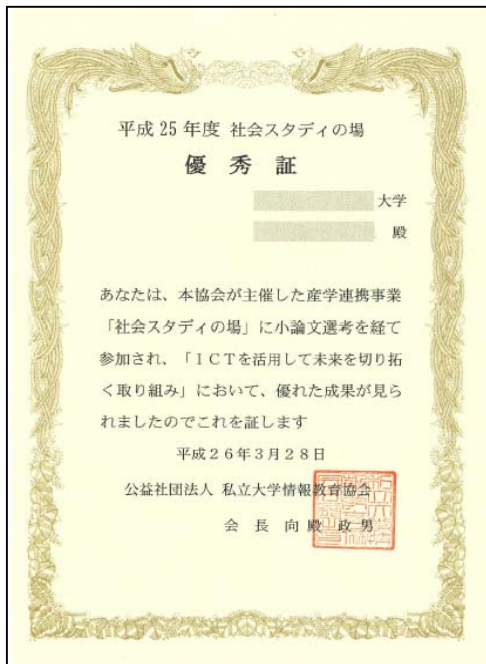 平成25年度 社会スタディの場
優秀証
大学
殿
あなたは、本協会が主催した産学連携事業
「社会スタディの場」に小論文選考を経て
参加され、「ICTを活用して未来を切り拓
く取り組み」において、優れた成果が見ら
れましたのでこれを証します
平成26年3月28日
公益社団法人 私立大学情報教育協会
会長 向殿 政男